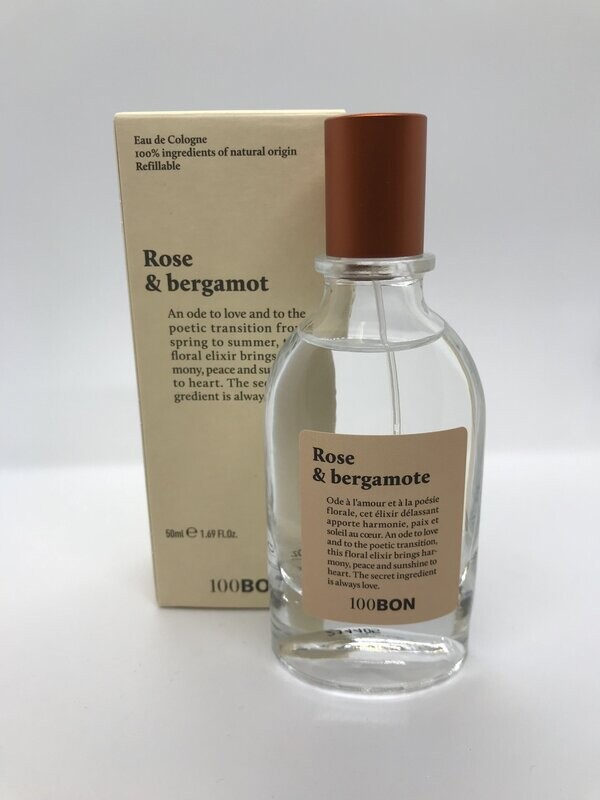 Eau de Cologne
100% ingredients of natural origin
Refillable
Rose
& bergamot
An ode to love and to the
poetic transition from
spring to summer,
floral elixir brings
mony, peace and
to heart. The
gredient is
50ml ℮ 1.69 FL.Oz.
100BO
Rose
& bergamote
Ode à l'amour et à la poésie
florale, cet élixir délassant
apporte harmonie, paix et
soleil au cœur. An ode to love
and to the poetic transition,
this floral elixir brings har-
mony, peace and sunshine to
heart. The secret ingredient
is always love.
100BON